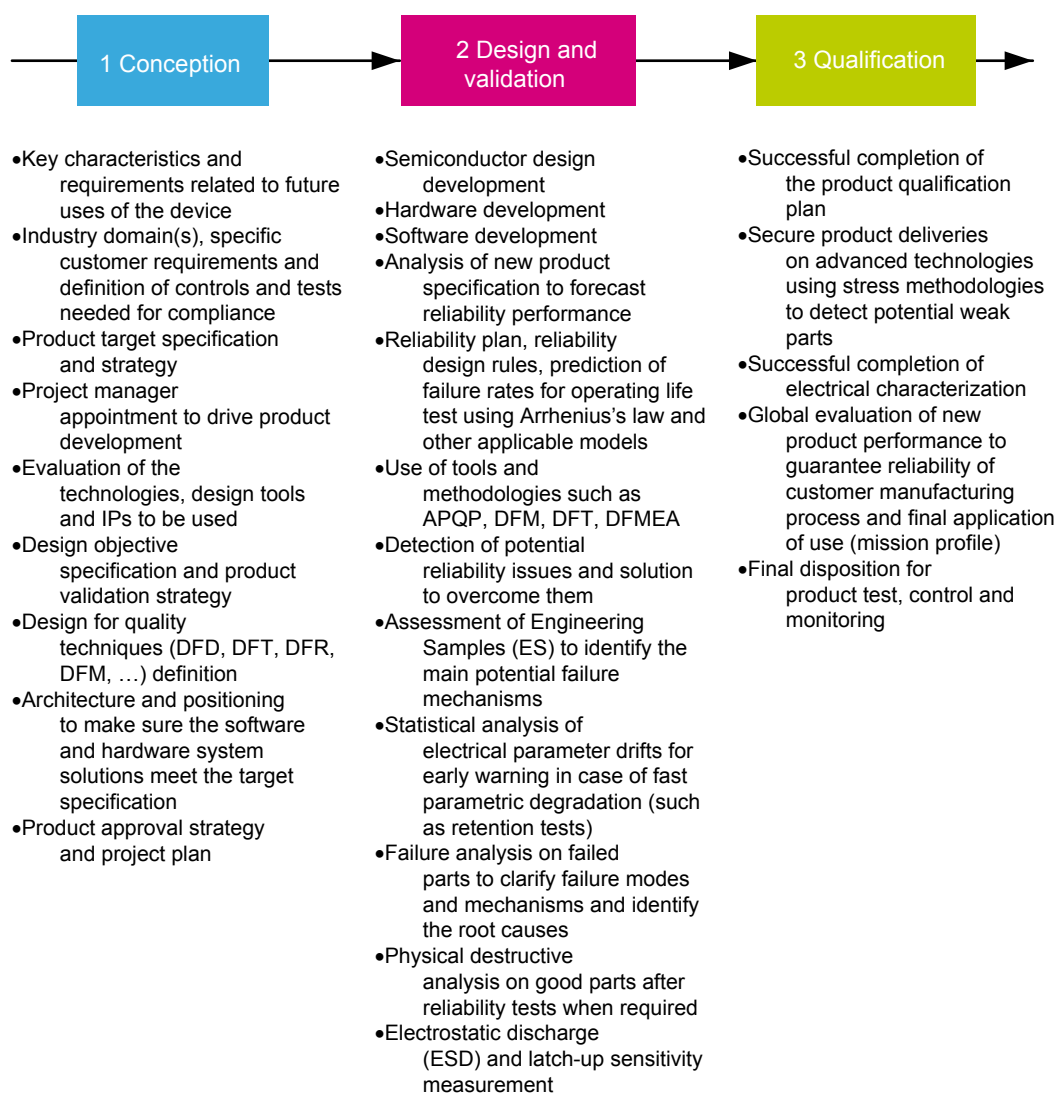 1 Conception
2 Design and
validation
3 Qualification
•Key characteristics and
requirements related to future
uses of the device
•Industry domain(s), specific
customer requirements and
definition of controls and tests
needed for compliance
•Product target specification
and strategy
•Project manager
appointment to drive product
development
•Evaluation of the
technologies, design tools
and IPs to be used
•Design objective
specification and product
validation strategy
•Design for quality
techniques (DFD, DFT, DFR,
DFM, …) definition
•Architecture and positioning
to make sure the software
and hardware system
solutions meet the target
specification
•Product approval strategy
and project plan
•Semiconductor design
development
•Hardware development
•Software development
•Analysis of new product
specification to forecast
reliability performance
•Reliability plan, reliability
design rules, prediction of
failure rates for operating life
test using Arrhenius’s law and
other applicable models
•Use of tools and
methodologies such as
APQP, DFM, DFT, DFMEA
•Detection of potential
reliability issues and solution
to overcome them
•Assessment of Engineering
Samples (ES) to identify the
main potential failure
mechanisms
•Statistical analysis of
electrical parameter drifts for
early warning in case of fast
parametric degradation (such
as retention tests)
•Failure analysis on failed
parts to clarify failure modes
and mechanisms and identify
the root causes
•Physical destructive
analysis on good parts after
reliability tests when required
•Electrostatic discharge
(ESD) and latch-up sensitivity
measurement
•Successful completion of
the product qualification
plan
•Secure product deliveries
on advanced technologies
using stress methodologies
to detect potential weak
parts
•Successful completion of
electrical characterization
•Global evaluation of new
product performance to
guarantee reliability of
customer manufacturing
process and final application
of use (mission profile)
•Final disposition for
product test, control and
monitoring